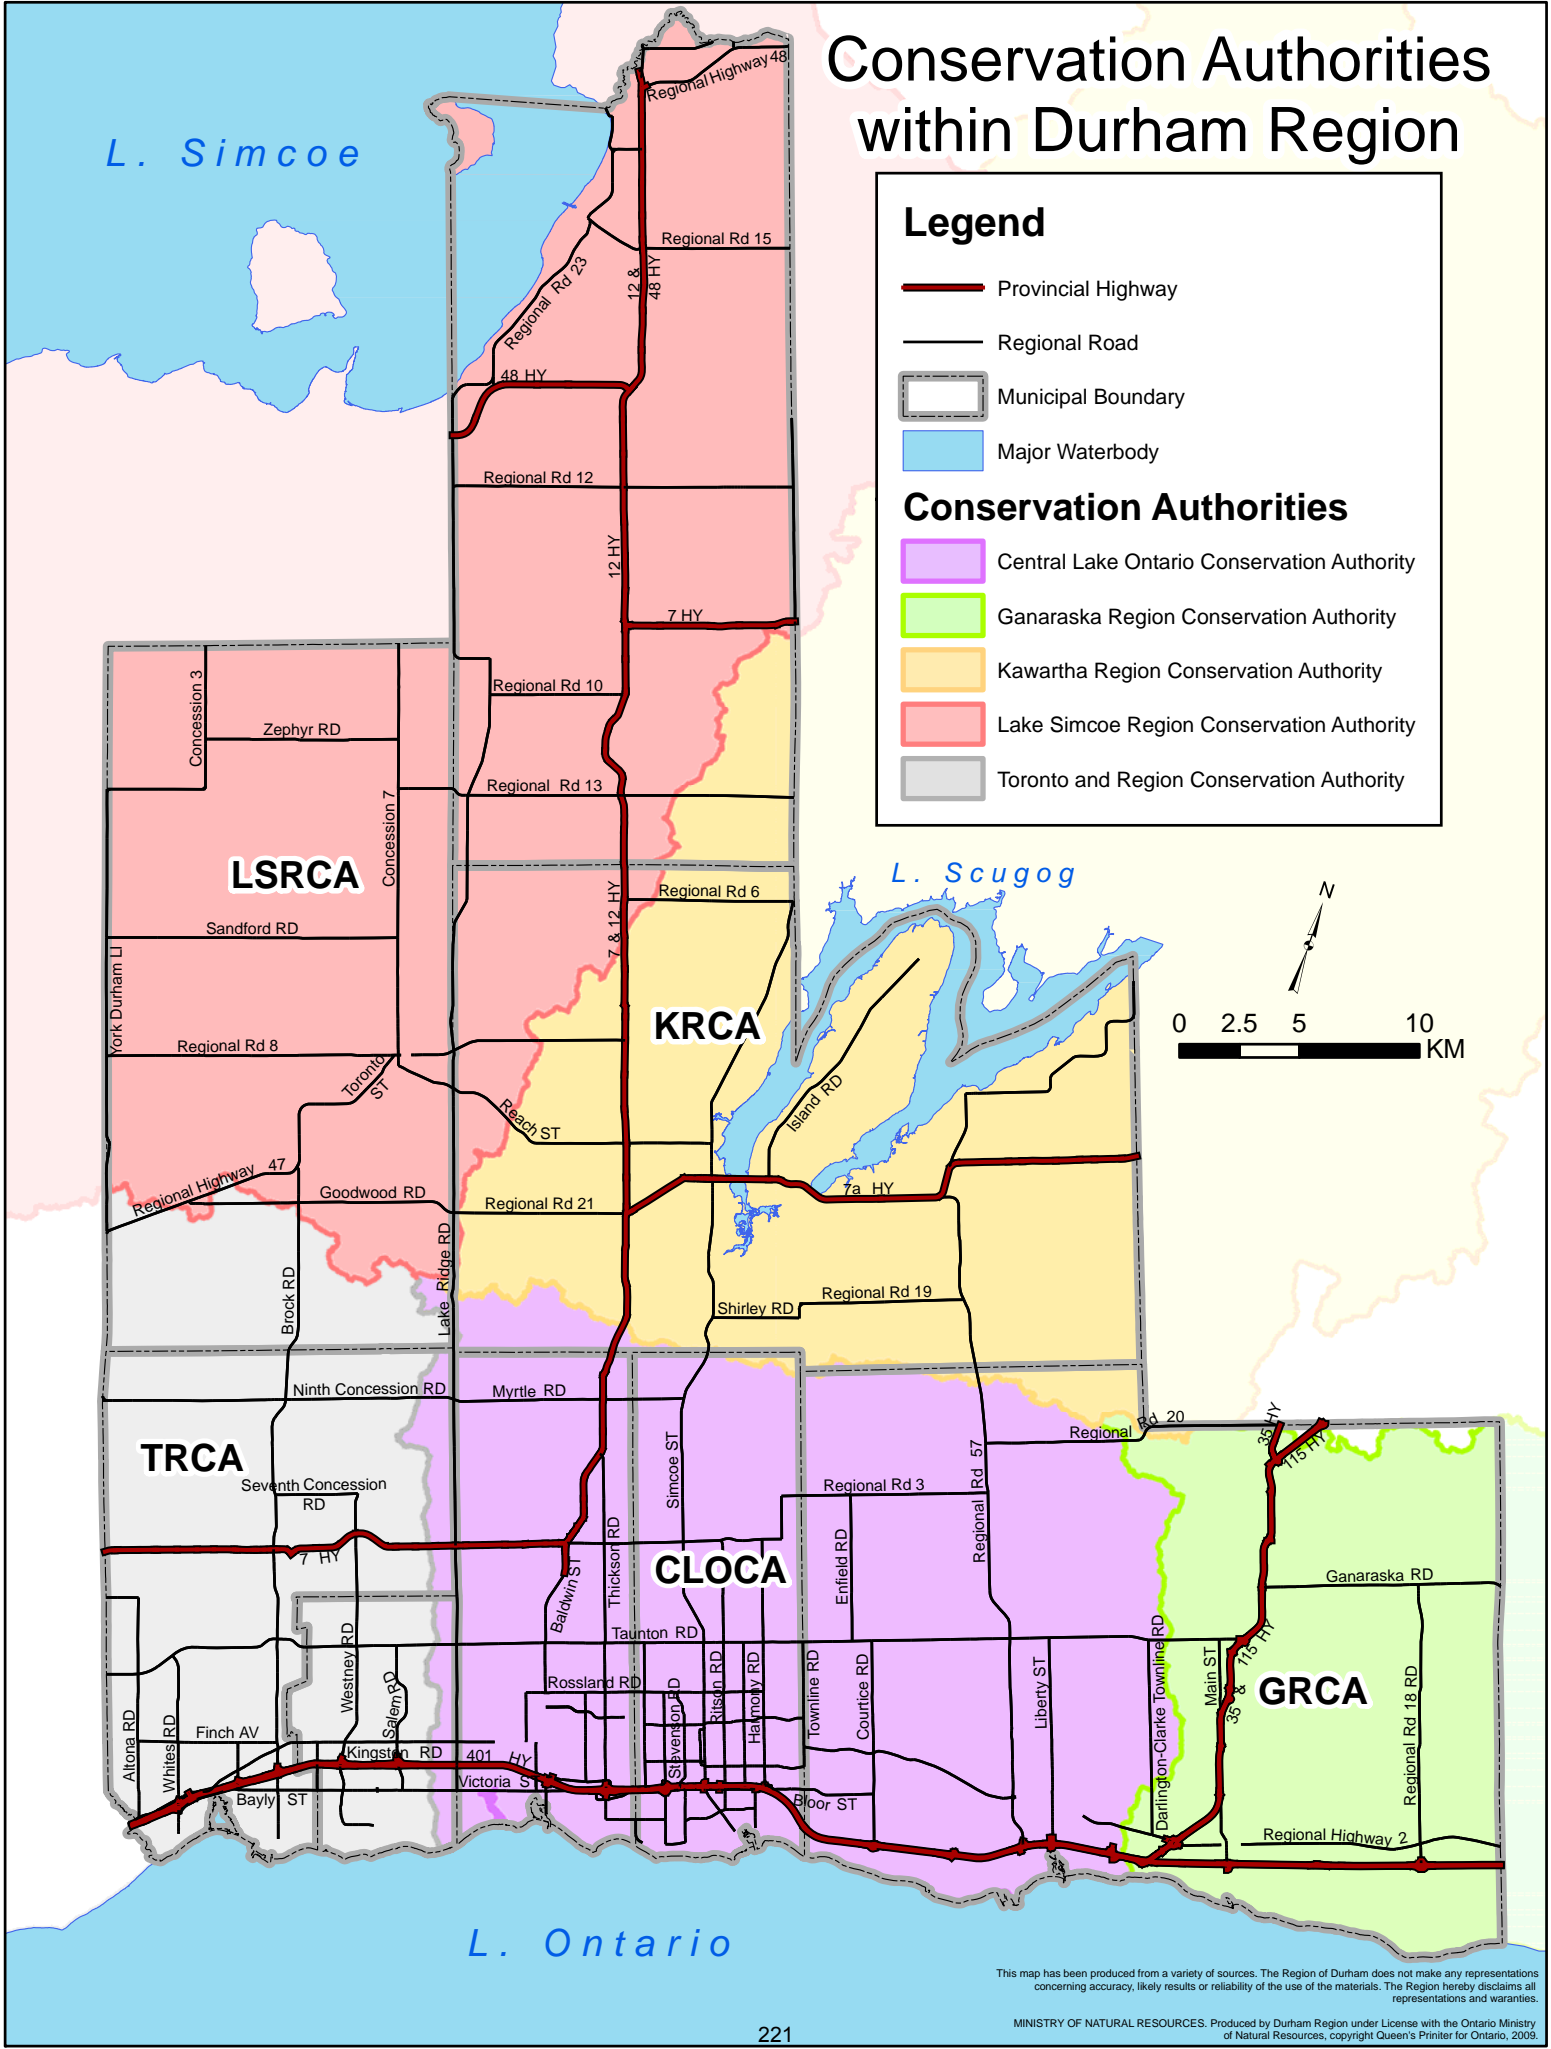 Conservation Authorities
within Durham Region
L. Simcoe
Legend
Provincial Highway
Regional Road
Municipal Boundary
Major Waterbody
Conservation Authorities
Central Lake Ontario Conservation Authority
Ganaraska Region Conservation Authority
Kawartha Region Conservation Authority
Lake Simcoe Region Conservation Authority
Toronto and Region Conservation Authority
Regional Highway 48
Regional Rd 15
12 &
48 HY
Regional Rd 23
48 HY
Regional Rd 12
12 HY
7 HY
Regional Rd 10
Concession 3
Zephyr RD
Regional Rd 13
Concession 7
LSRCA
L. Scugog
Regional Rd 6
7 & 12 HY
Sandford RD
York Durham LI
KRCA
N
0 2.5 5 10
KM
Regional Rd 8
Toronto
ST
Island RD
Reach ST
Regional Highway 47
Goodwood RD
Regional Rd 21
7a HY
Lake Ridge RD
Brock RD
Regional Rd 19
Shirley RD
Ninth Concession RD
Myrtle RD
Regional Rd 20
35 HY
115 HY
TRCA
Simcoe ST
Regional Rd 57
Seventh Concession
RD
Regional Rd 3
7 HY
Thickson RD
CLOCA
Enfield RD
Baldwin ST
Ganaraska RD
Taunton RD
Westney RD
Salem RD
Rossland RD
Stevenson RD
Ritson RD
Harmony RD
Townline RD
Courtice RD
Liberty ST
Darlington-Clarke Townline RD
Main ST
35 &
115 HY
GRCA
Regional Rd 18 RD
Altona RD
Whites RD
Finch AV
Kingston RD
401 HY
Victoria S
Bayly ST
Bloor ST
Regional Highway 2
L. Ontario
This map has been produced from a variety of sources. The Region of Durham does not make any representations
concerning accuracy, likely results or reliability of the use of the materials. The Region hereby disclaims all
representations and waranties.
MINISTRY OF NATURAL RESOURCES. Produced by Durham Region under License with the Ontario Ministry
of Natural Resources, copyright Queen's Priniter for Ontario, 2009.
221